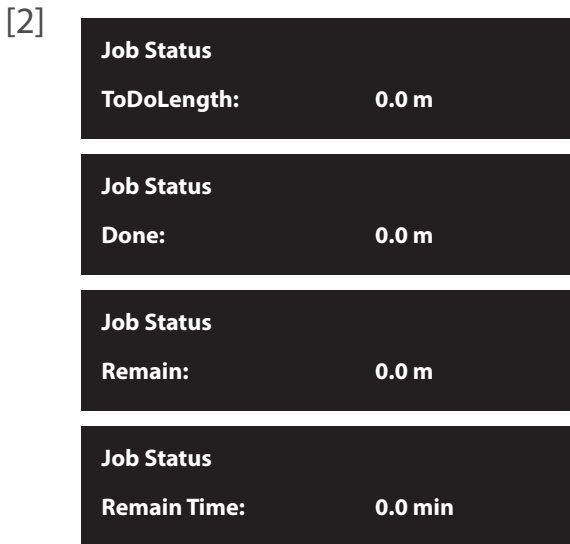 [2]
Job Status
ToDoLength: 0.0 m
Job Status
Done: 0.0 m
Job Status
Remain: 0.0 m
Job Status
Remain Time: 0.0 min